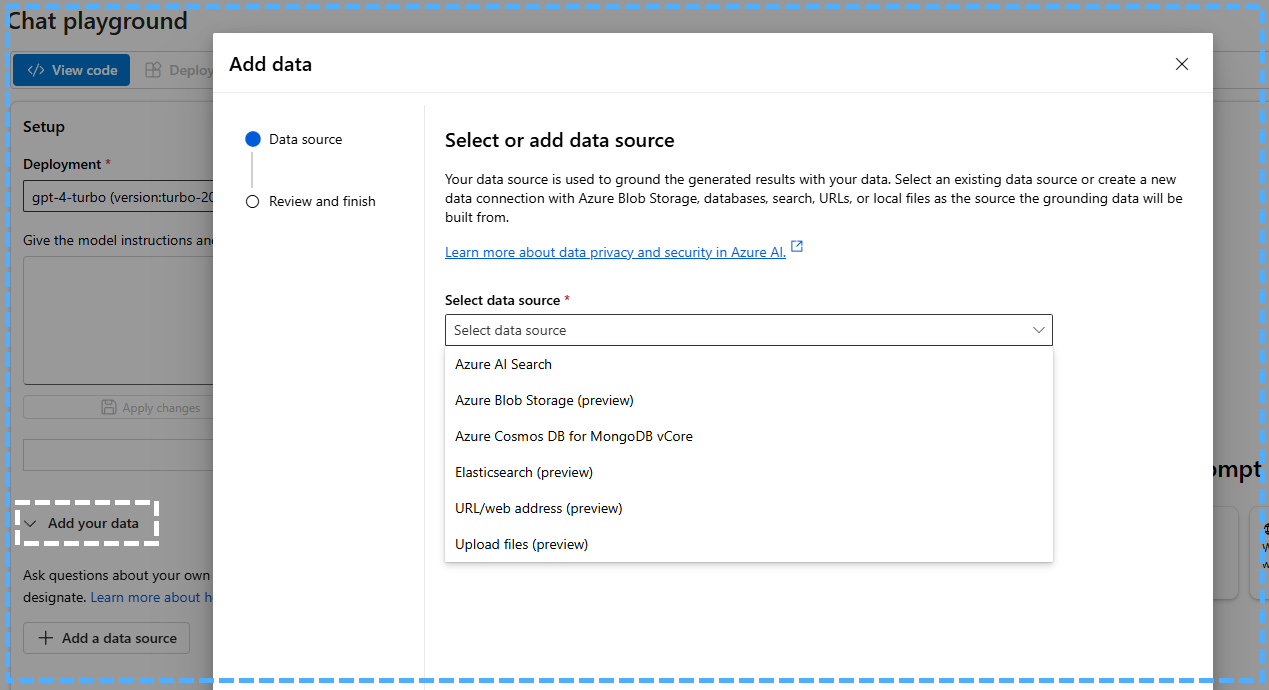 Chat playground
View code
Deploy
Setup
Deployment *
gpt-4-turbo (version:turbo-20
Give the model instructions and
Apply changes
Add your data
Ask questions about your own
designate. Learn more about h
Add a data source
Add data
Data source
Review and finish
Select or add data source
Your data source is used to ground the generated results with your data. Select an existing data source or create a new
data connection with Azure Blob Storage, databases, search, URLs, or local files as the source the grounding data will be
built from.
Learn more about data privacy and security in Azure AI.
Select data source *
Select data source
Azure AI Search
Azure Blob Storage (preview)
Azure Cosmos DB for MongoDB vCore
Elasticsearch (preview)
URL/web address (preview)
Upload files (preview)
ompt